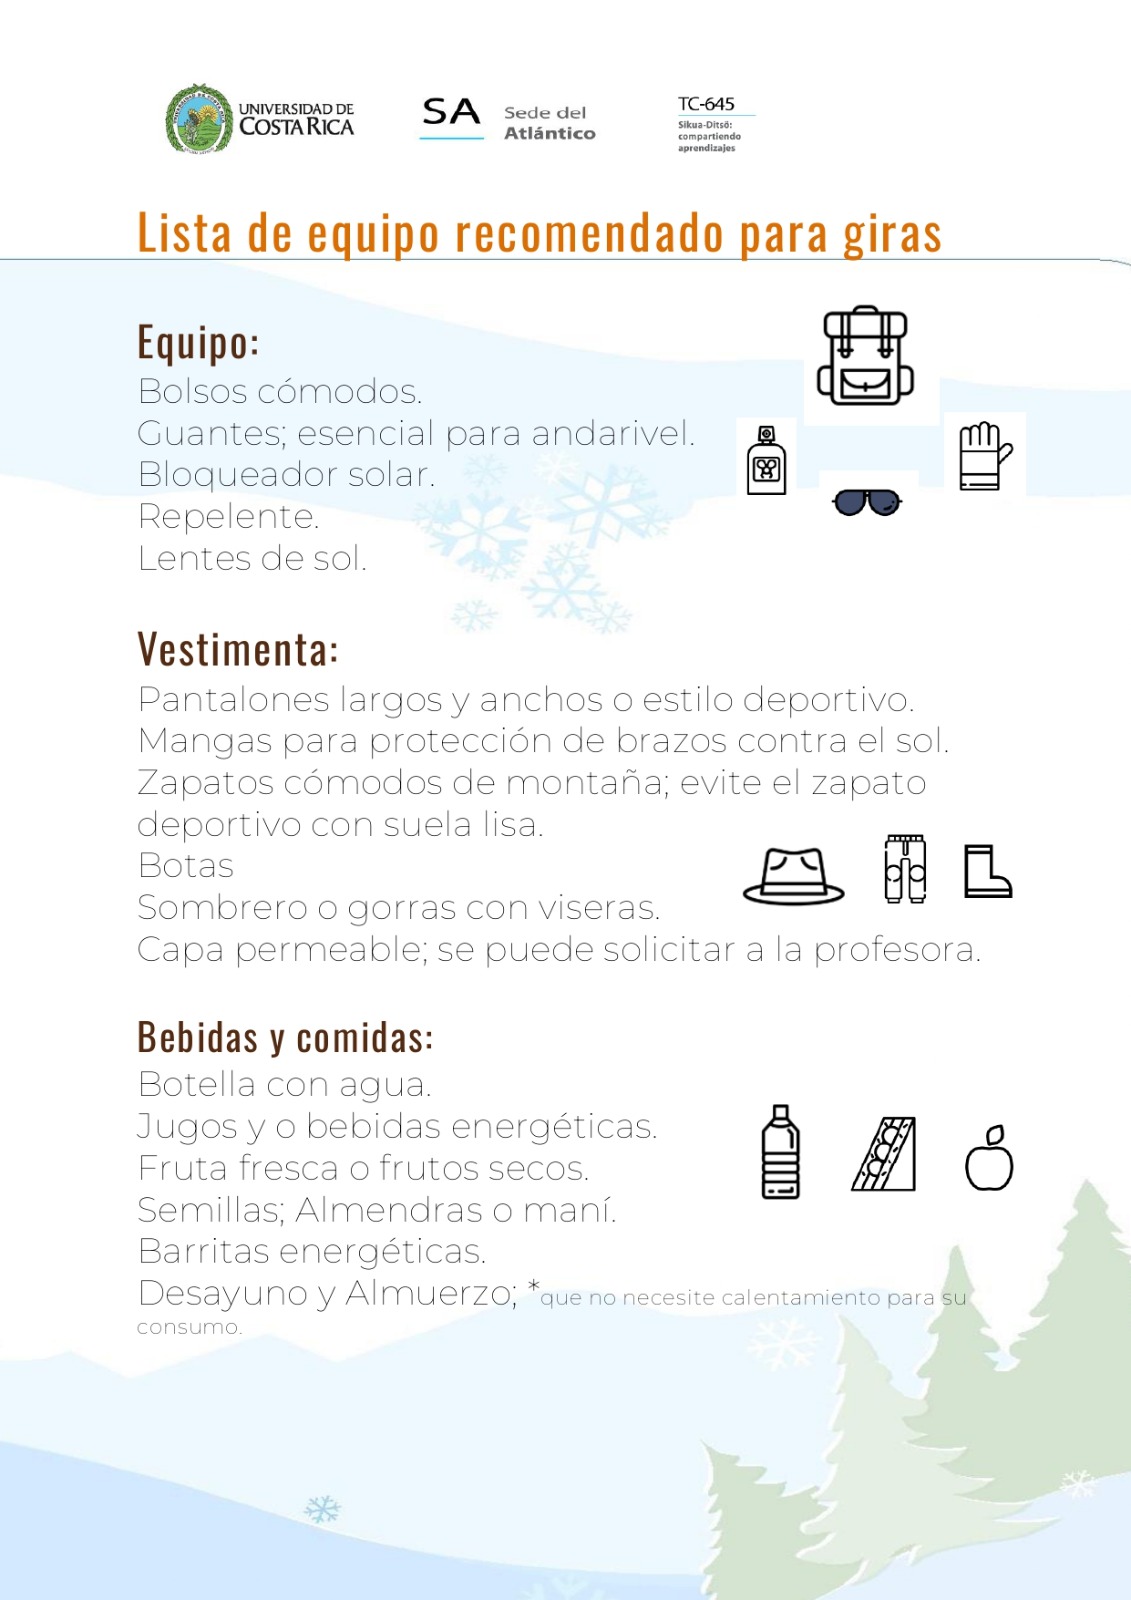 UNIVERSIDAD DE
COSTA RICA
SA
Sede del
Atlántico
TC-645
Sikua-Ditsö:
compartiendo
aprendizajes
Lista de equipo recomendado para giras
Equipo:
Bolsos cómodos.
Guantes; esencial para andarivel.
Bloqueador solar.
Repelente.
Lentes de sol.
Vestimenta:
Pantalones largos y anchos o estilo deportivo.
Mangas para protección de brazos contra el sol.
Zapatos cómodos de montaña; evite el zapato
deportivo con suela lisa.
Botas
Sombrero o gorras con viseras.
Capa permeable; se puede solicitar a la profesora.
Bebidas y comidas:
Botella con agua.
Jugos y o bebidas energéticas.
Fruta fresca o frutos secos.
Semillas; Almendras o maní.
Barritas energéticas.
Desayuno y Almuerzo; *que no necesite calentamiento para su
consumo.